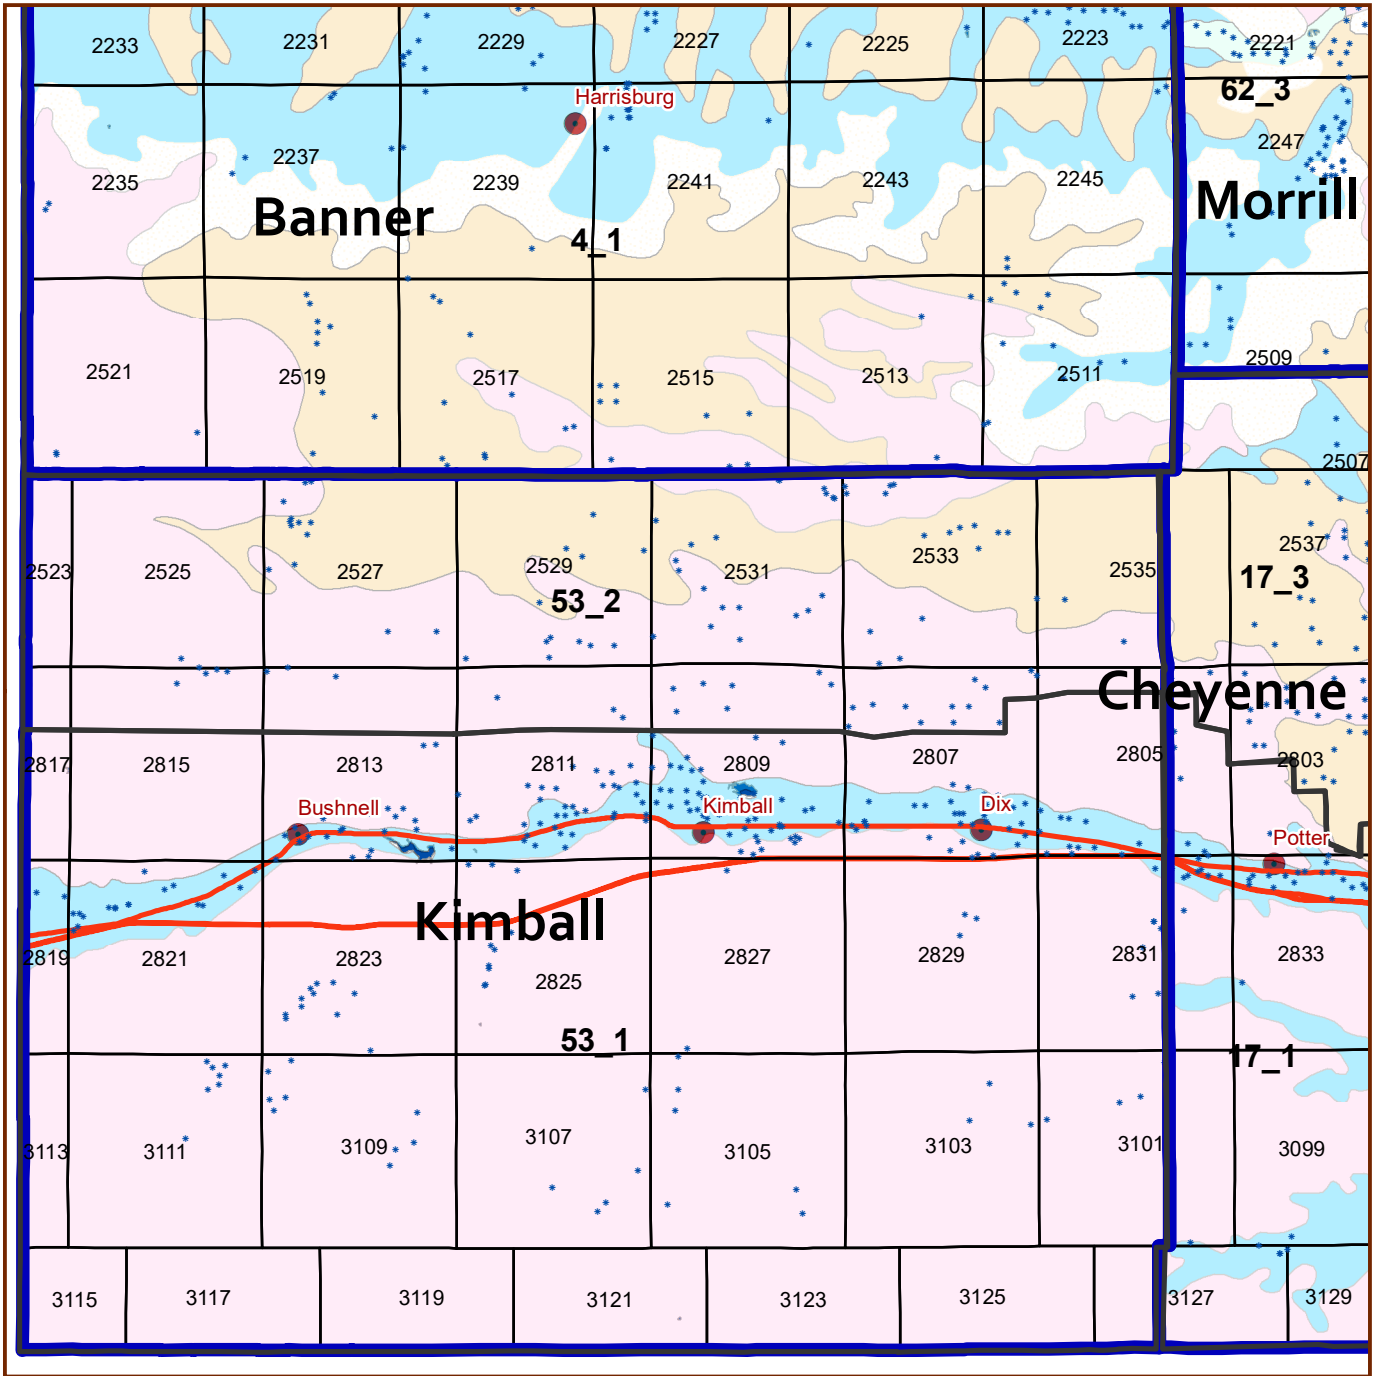 2233 2231 2229 2227 2225 2223 2221
62_3
Harrisburg
2235 2237 2239 2241 2243 2245 2247
Banner Morrill
4_1
2521 2519 2517 2515 2513 2511 2509
2507
2523 2525 2527 2529 2531 2533 2535 2537
53_2 17_3
Cheyenne
2817 2815 2813 2811 2809 2807 2805 2803
Bushnell Kimball Dix
Potter
Kimball
2819 2821 2823 2825 2827 2829 2831 2833
53_1 17_1
3113 3111 3109 3107 3105 3103 3101 3099
3115 3117 3119 3121 3123 3125 3127 3129